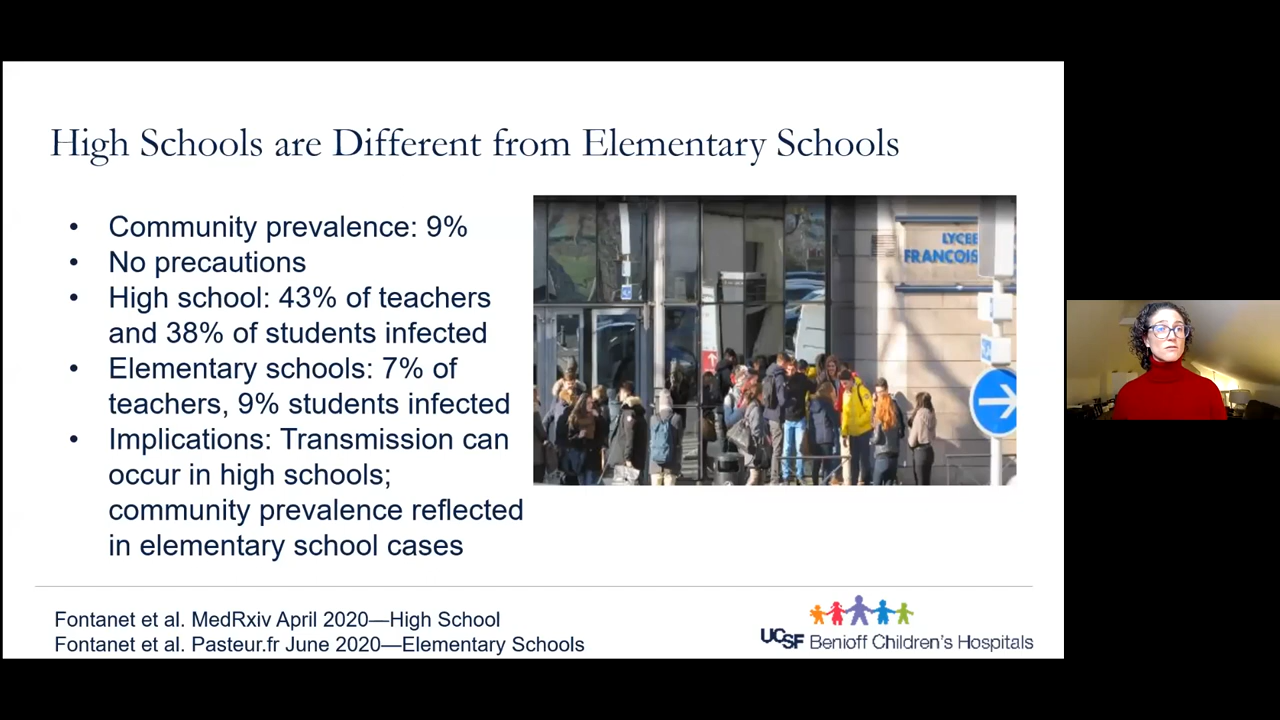 High Schools are Different from Elementary Schools
• Community prevalence: 9%
• No precautions
• High school: 43% of teachers
and 38% of students infected
• Elementary schools: 7% of
teachers, 9% students infected
• Implications: Transmission can
occur in high schools;
community prevalence reflected
in elementary school cases
LYCEE
FRANCOIS
Fontanet et al. MedRxiv April 2020—High School
Fontanet et al. Pasteur.fr June 2020—Elementary Schools
UCSF Benioff Children's Hospitals